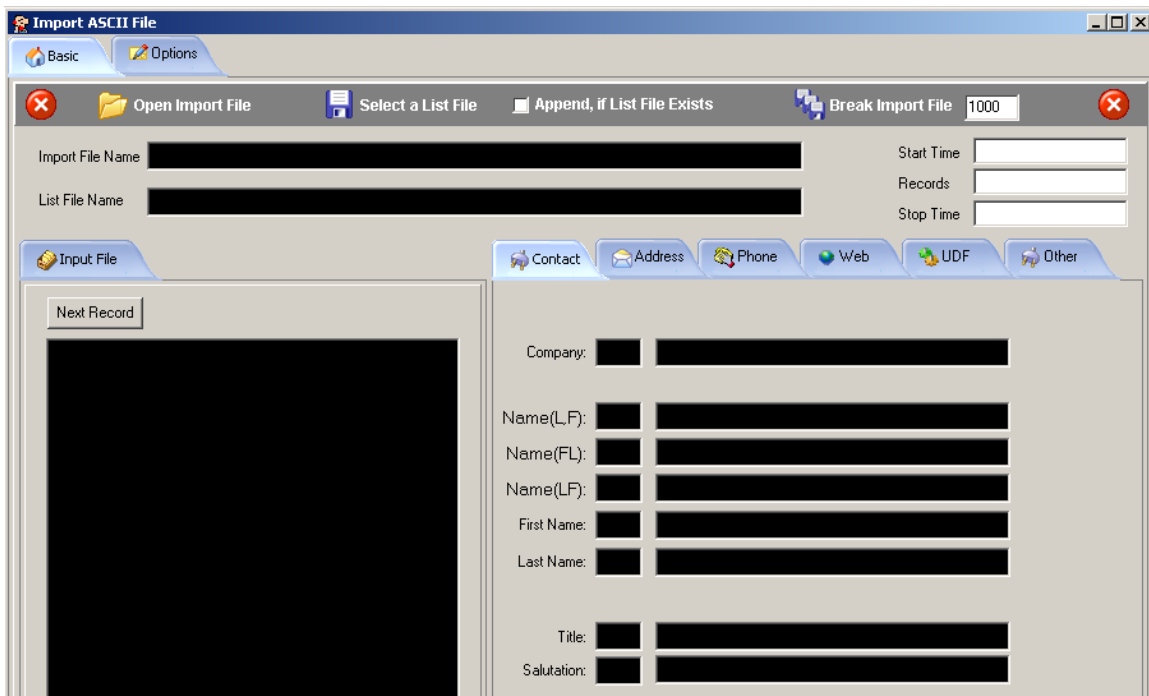 Import ASCII File
Basic Options
Open Import File Select a List File Append, if List File Exists Break Import File 1000
Import File Name Start Time
Records
List File Name Stop Time
Input File Contact Address Phone Web UDF Other
Next Record
Company:
Name(L,F):
Name(FL):
Name(LF):
First Name:
Last Name:
Title:
Salutation: